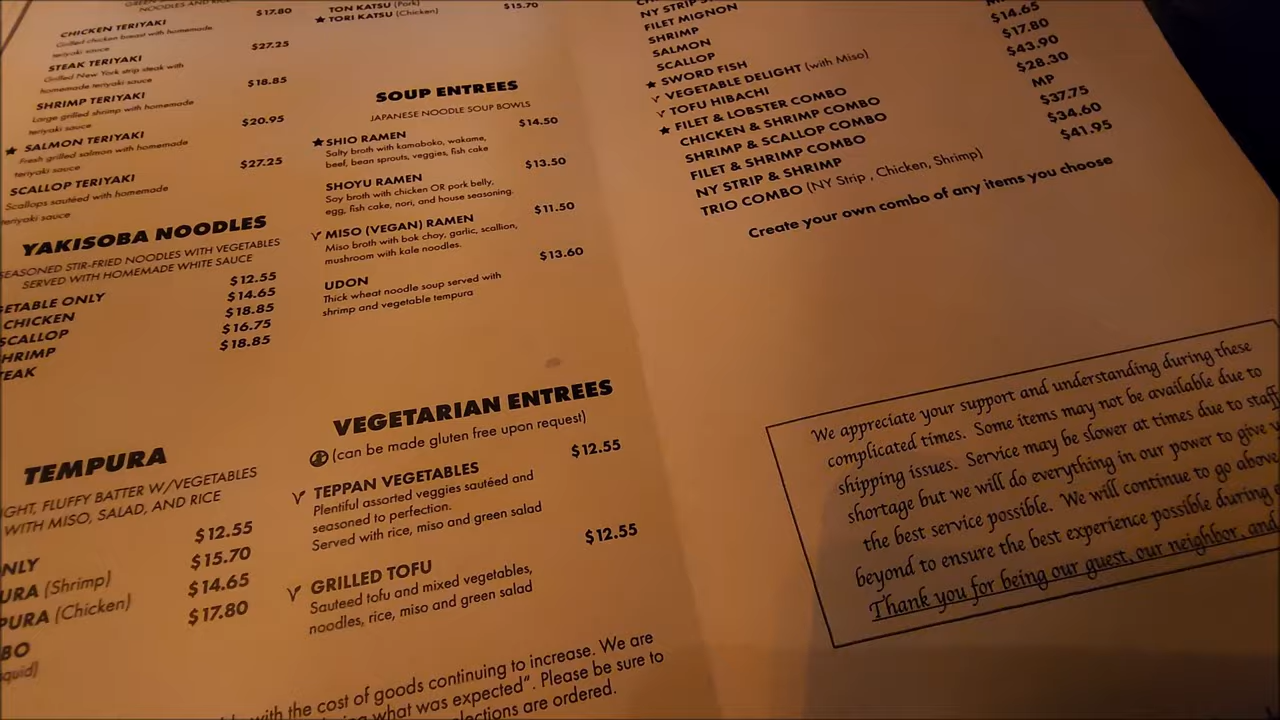 NOODLES AND RICE
$17.80
CHICKEN TERIYAKI
Grilled chicken breast with homemade
teriyaki sauce
$27.25
STEAK TERIYAKI
Grilled New York strip steak with
homemade teriyaki sauce
$18.85
SHRIMP TERIYAKI
Large grilled shrimp with homemade
teriyaki sauce
$20.95
★ SALMON TERIYAKI
Fresh grilled salmon with homemade
teriyaki sauce
$27.25
SCALLOP TERIYAKI
Scallops sautéed with homemade
teriyaki sauce
YAKISOBA NOODLES
SEASONED STIR-FRIED NOODLES WITH VEGETABLES
SERVED WITH HOMEMADE WHITE SAUCE
GETABLE ONLY $12.55
CHICKEN $14.65
SCALLOP $18.85
HRIMP $16.75
TEAK $18.85
TEMPURA
IGHT, FLUFFY BATTER W/VEGETABLES
WITH MISO, SALAD, AND RICE
NLY $12.55
URA (Shrimp) $15.70
PURA (Chicken) $14.65
BO $17.80
quid)
TON KATSU (Pork)
★ TORI KATSU (Chicken) $15.70
SOUP ENTREES
JAPANESE NOODLE SOUP BOWLS
★ SHIO RAMEN $14.50
Salty broth with kamaboko, wakame,
beef, bean sprouts, veggies, fish cake
SHOYU RAMEN $13.50
Soy broth with chicken OR pork belly,
egg, fish cake, nori, and house seasoning.
MISO (VEGAN) RAMEN $11.50
Miso broth with bok choy, garlic, scallion,
mushroom with kale noodles.
UDON $13.60
Thick wheat noodle soup served with
shrimp and vegetable tempura
VEGETARIAN ENTREES
(can be made gluten free upon request)
TEPPAN VEGETABLES $12.55
Plentiful assorted veggies sautéed and
seasoned to perfection.
Served with rice, miso and green salad
GRILLED TOFU $12.55
Sauteed tofu and mixed vegetables,
noodles, rice, miso and green salad
with the cost of goods continuing to increase. We are
what was expected". Please be sure to
are ordered.
NY STRIP
FILET MIGNON
SHRIMP
SALMON
SCALLOP
★ SWORD FISH
VEGETABLE DELIGHT (with Miso)
TOFU HIBACHI
★ FILET & LOBSTER COMBO
CHICKEN & SHRIMP COMBO
SHRIMP & SCALLOP COMBO
FILET & SHRIMP COMBO
NY STRIP & SHRIMP
TRIO COMBO (NY Strip , Chicken, Shrimp)
$14.65
$17.80
$43.90
$28.30
MP
$37.75
$34.60
$41.95
Create your own combo of any items you choose
We appreciate your support and understanding during these
complicated times. Some items may not be available due to
shipping issues. Service may be slower at times due to staff
shortage but we will do everything in our power to give
the best service possible. We will continue to go above
beyond to ensure the best experience possible during
Thank you for being our guest, our neighbor, and